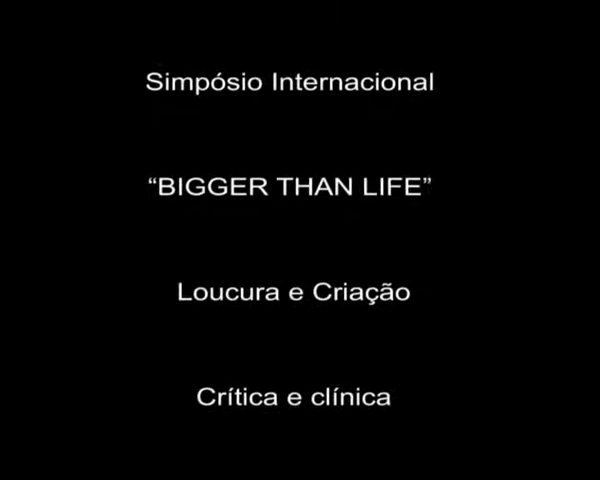 Simpósio Internacional
“BIGGER THAN LIFE”
Loucura e Criação
Crítica e clínica